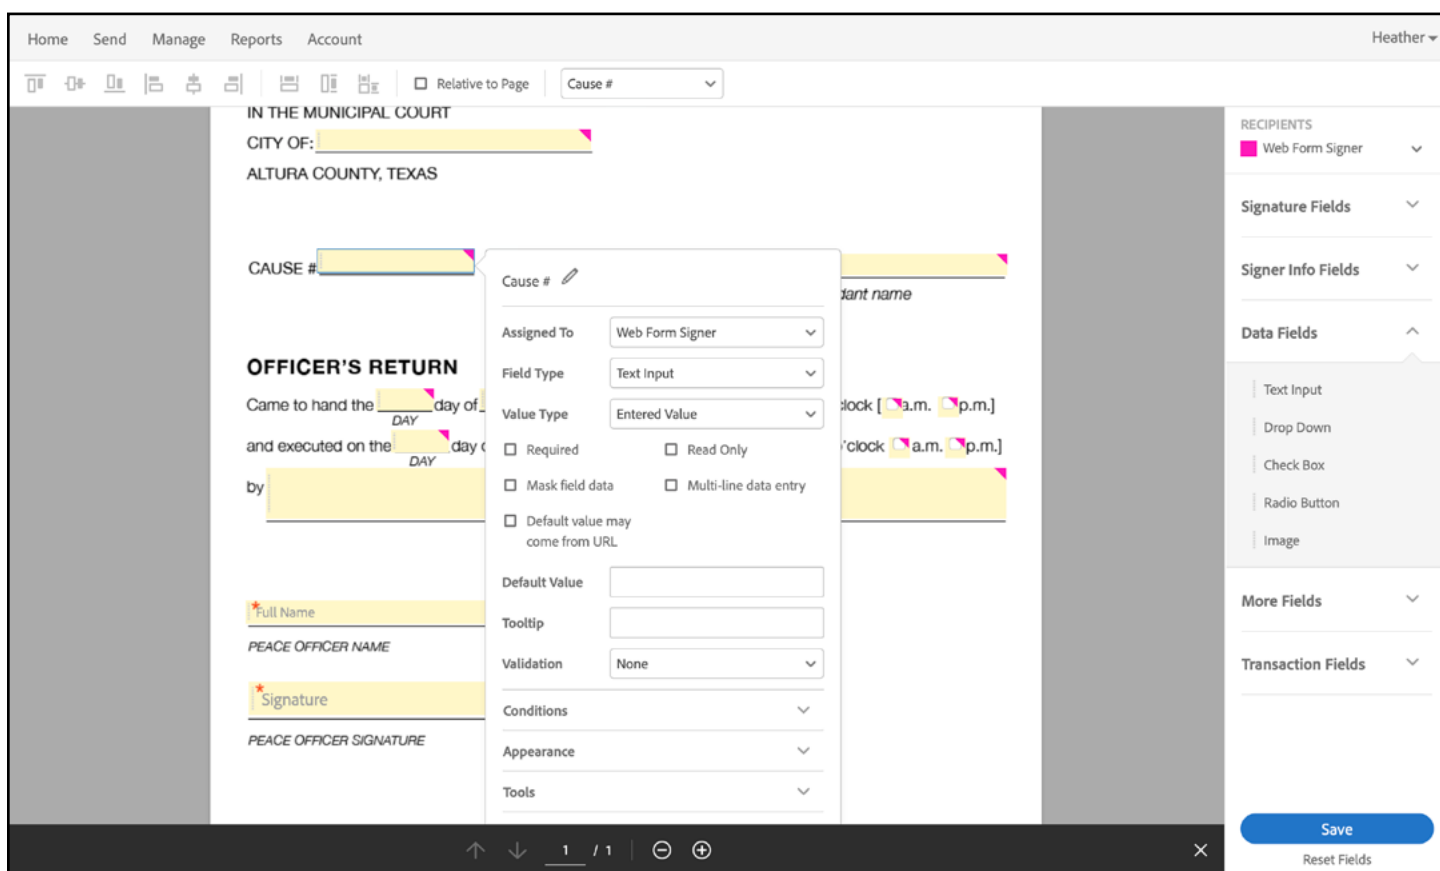 Home Send Manage Reports Account Heather
Relative to Page Cause #
IN THE MUNICIPAL COURT
CITY OF:
ALTURA COUNTY, TEXAS
CAUSE #
dant name
OFFICER'S RETURN
Came to hand the day of clock [ a.m. p.m.]
DAY
and executed on the day o'clock a.m. p.m.]
DAY
by
*Full Name
PEACE OFFICER NAME
*Signature
PEACE OFFICER SIGNATURE
Cause #
Assigned To Web Form Signer
Field Type Text Input
Value Type Entered Value
Required Read Only
Mask field data Multi-line data entry
Default value may
come from URL
Default Value
Tooltip
Validation None
Conditions
Appearance
Tools
RECIPIENTS
Web Form Signer
Signature Fields
Signer Info Fields
Data Fields
Text Input
Drop Down
Check Box
Radio Button
Image
More Fields
Transaction Fields
Save
Reset Fields
1 / 1